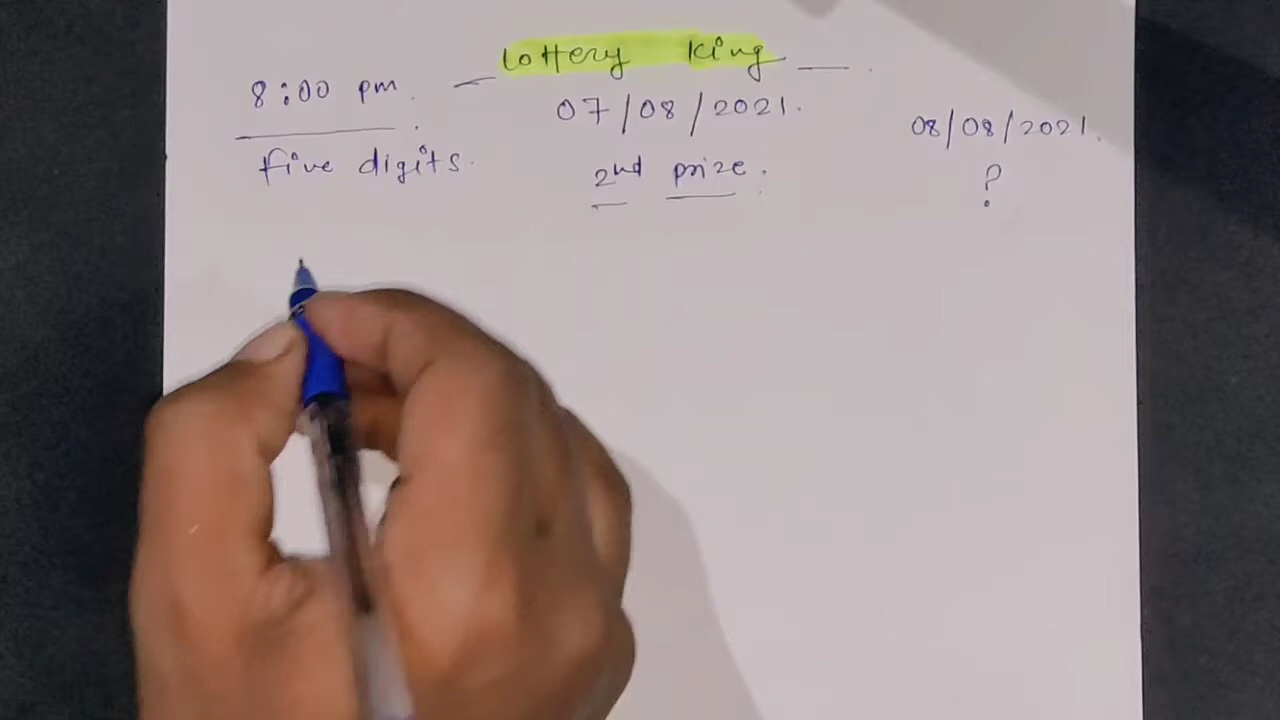 Lottery King
8:00 pm.
07/08/2021.
08/08/2021.
five digits.
2nd prize.
?